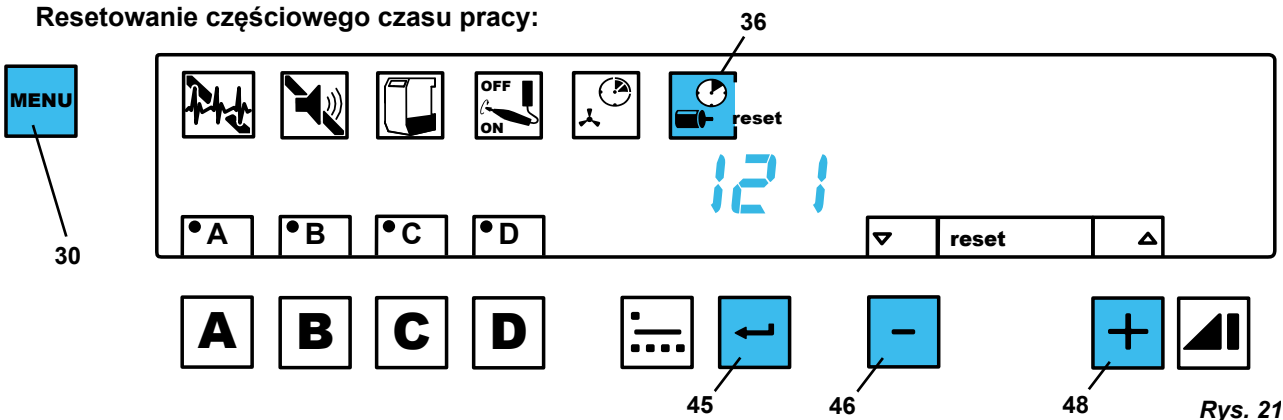 Resetowanie częściowego czasu pracy:
36
MENU
OFF
ON
reset
121
A B C D
reset
30
A B C D
- +
45 46 48 Rys. 21